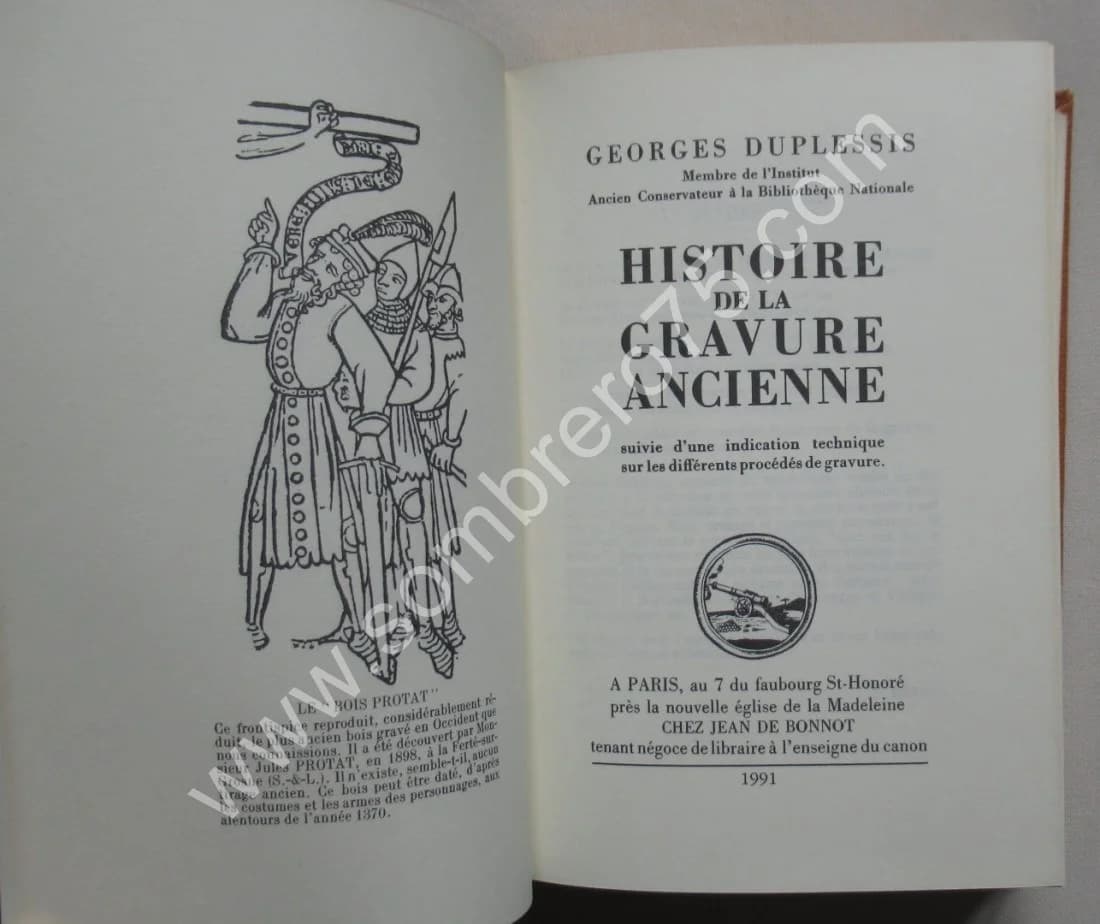 LE "BOIS PROTAT"
Ce frontispice reproduit, considérablement ré-
duit, le plus ancien bois gravé en Occident que
nous connaissions. Il a été découvert par Mon-
sieur Jules PROTAT, en 1898, à la Ferté-sur-
Grosne (S.-&-L.). Il n'existe, semble-t-il, aucun
tirage ancien. Ce bois peut être daté, d'après
les costumes et les armes des personnages, aux
alentours de l'année 1370.
GEORGES DUPLESSIS
Membre de l'Institut
Ancien Conservateur à la Bibliothèque Nationale
HISTOIRE
DE LA
GRAVURE
ANCIENNE
suivie d'une indication technique
sur les différents procédés de gravure.
A PARIS, au 7 du faubourg St-Honoré
près la nouvelle église de la Madeleine
CHEZ JEAN DE BONNOT
tenant négoce de libraire à l'enseigne du canon
1991
www.sombrero75.com